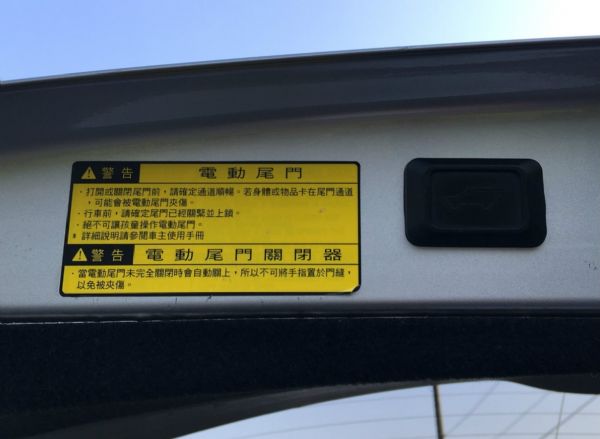 ⚠警告 電動尾門
·打開或關閉尾門前,請確定通道順暢。若身體或物品卡在尾門通道
,可能會被電動尾門夾傷。
·行車前,請確定尾門已經關緊並上鎖。
·絕不可讓孩童操作電動尾門。
* 詳細說明請參閱車主使用手冊
⚠警告 電動尾門關閉器
·當電動尾門未完全關閉時會自動關上,所以不可將手指置於門縫,
以免被夾傷。